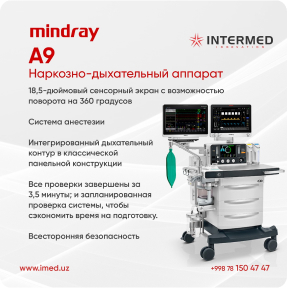 mindray
INTERMED
INNOVATION
A9
Наркозно-дыхательный аппарат
18,5-дюймовый сенсорный экран с возможностью
поворота на 360 градусов
Система анестезии
Интегрированный дыхательный
контур в классической
панельной конструкции
Все проверки завершены за
3,5 минуты; и запланированная
проверка системы, чтобы
сэкономить время на подготовку.
Всесторонняя безопасность
www.imed.uz
+998 78 150 47 47